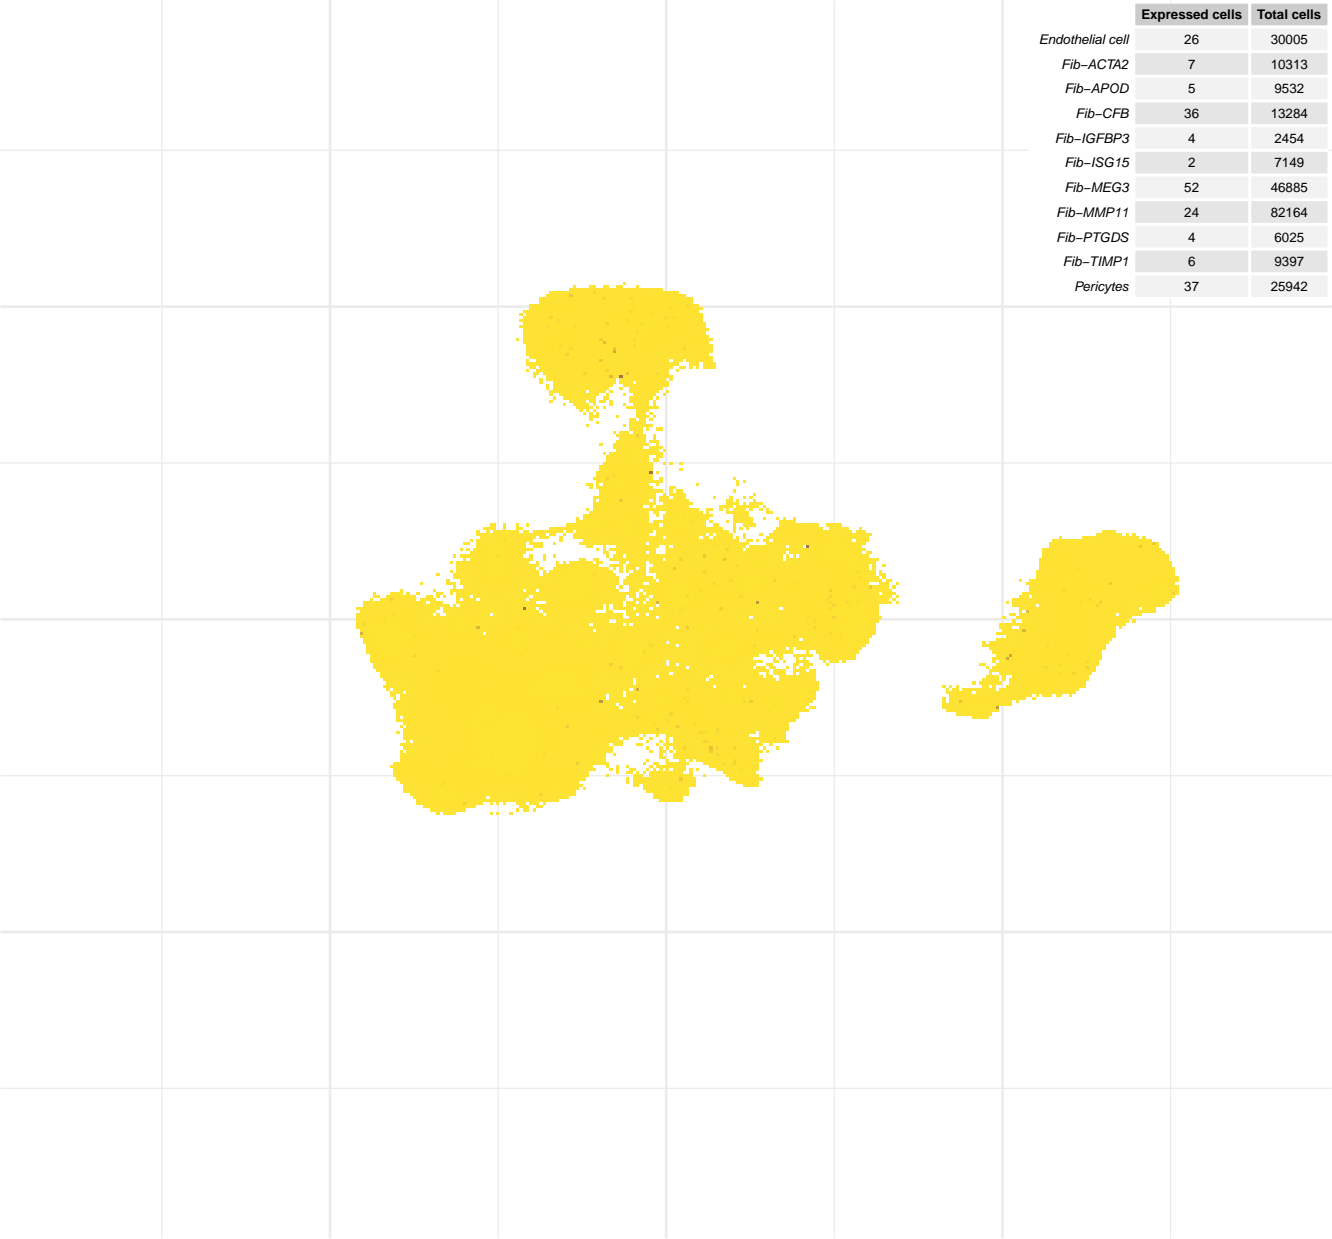 Expressed cells Total cells
Endothelial cell 26 30005
Fib−ACTA2 7 10313
Fib−APOD 5 9532
Fib−CFB 36 13284
Fib−IGFBP3 4 2454
Fib−ISG15 2 7149
Fib−MEG3 52 46885
Fib−MMP11 24 82164
Fib−PTGDS 4 6025
Fib−TIMP1 6 9397
Pericytes 37 25942